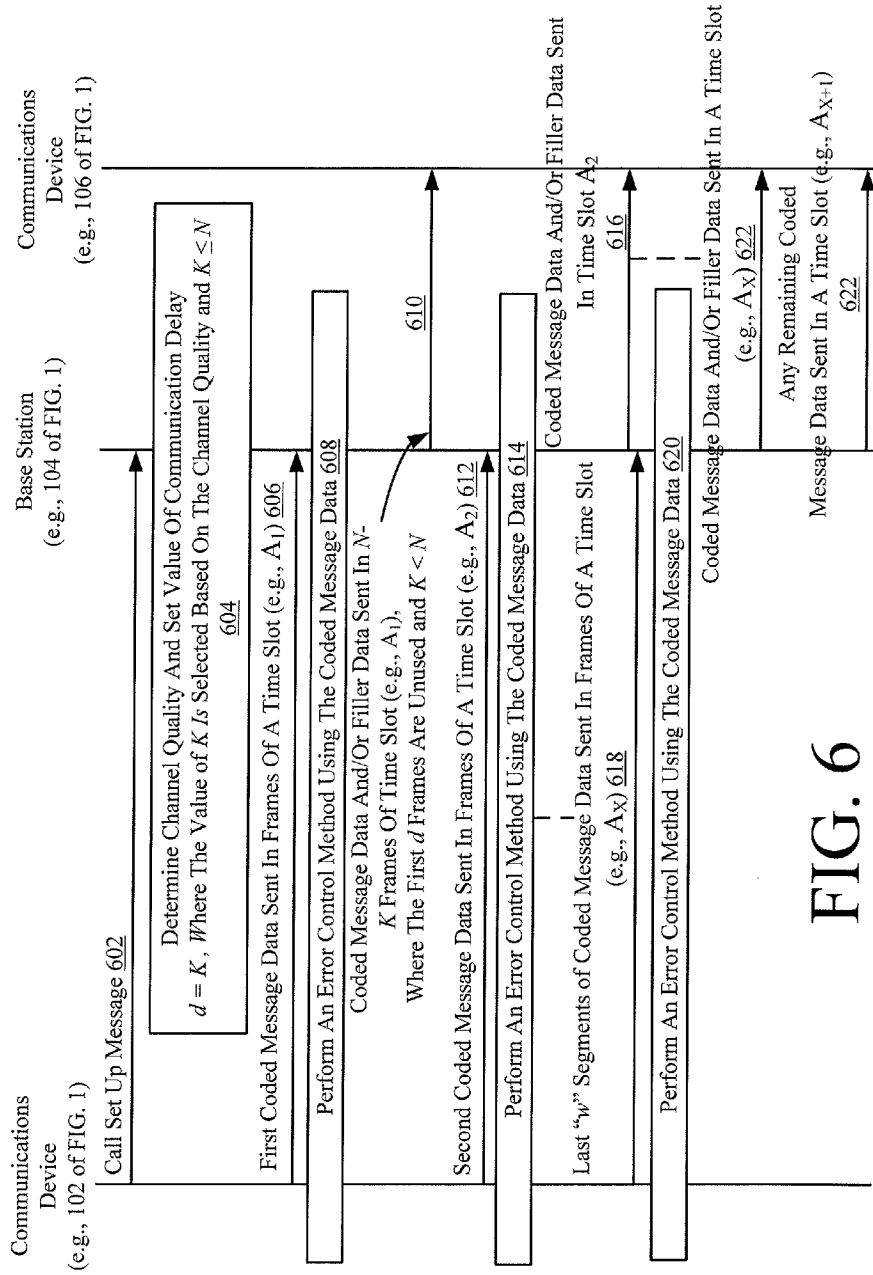 Communications
Device
(e.g., 102 of FIG. 1)
Base Station
(e.g., 104 of FIG. 1)
Communications
Device
(e.g., 106 of FIG. 1)
Call Set Up Message 602
Determine Channel Quality And Set Value Of Communication Delay
d = K, Where The Value of K Is Selected Based On The Channel Quality and K ≤ N
604
First Coded Message Data Sent In Frames Of A Time Slot (e.g., A1) 606
Perform An Error Control Method Using The Coded Message Data 608
Coded Message Data And/Or Filler Data Sent In N-
K Frames Of Time Slot (e.g., A1),
Where The First d Frames Are Unused and K < N
610
Second Coded Message Data Sent In Frames Of A Time Slot (e.g., A2) 612
Perform An Error Control Method Using The Coded Message Data 614
Coded Message Data And/Or Filler Data Sent
In Time Slot A2
616
Last “w” Segments of Coded Message Data Sent In Frames Of A Time Slot
(e.g., AX) 618
Perform An Error Control Method Using The Coded Message Data 620
Coded Message Data And/Or Filler Data Sent In A Time Slot
(e.g., AX) 622
Any Remaining Coded
Message Data Sent In A Time Slot (e.g., AX+1)
622
FIG. 6